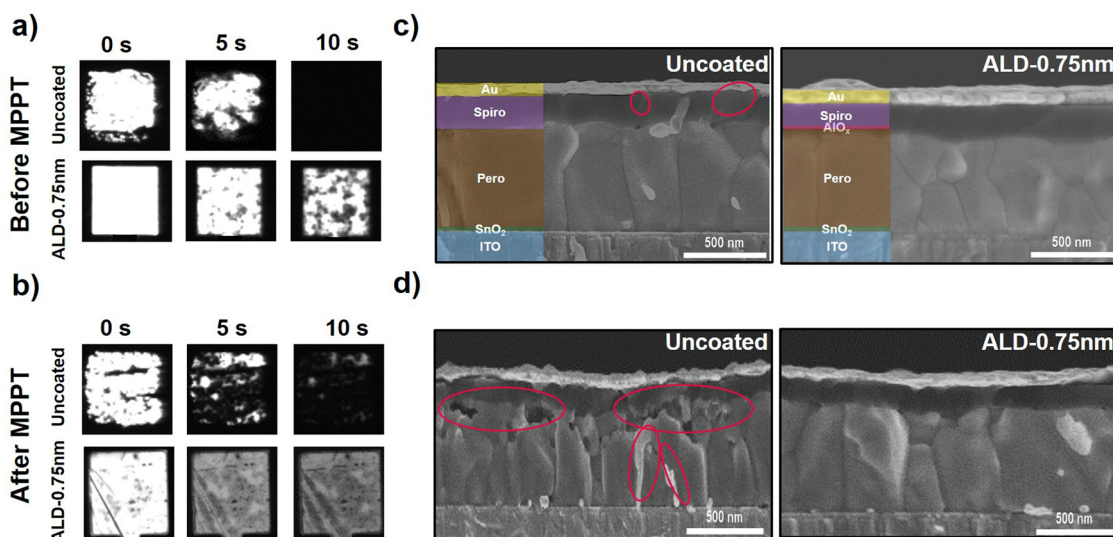 a)
0 s 5 s 10 s
Before MPPT
Uncoated
ALD-0.75nm
b)
0 s 5 s 10 s
After MPPT
Uncoated
ALD-0.75nm
c)
Uncoated
Au
Spiro
Pero
SnO₂
ITO
500 nm
ALD-0.75nm
Au
Spiro
AlOₓ
Pero
SnO₂
ITO
500 nm
d)
Uncoated
500 nm
ALD-0.75nm
500 nm